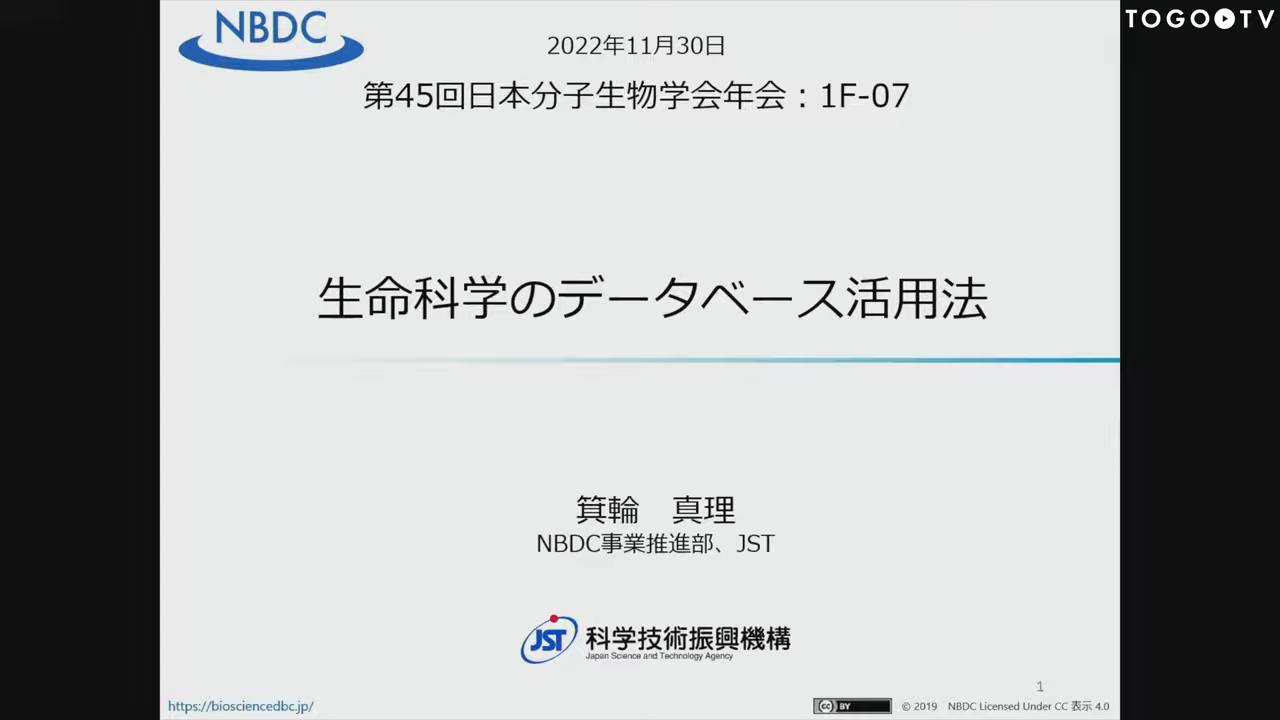 NBDC
TOGO TV
2022年11月30日
第45回日本分子生物学会年会：1F-07
生命科学のデータベース活用法
箕輪　真理
NBDC事業推進部、JST
JST 科学技術振興機構
Japan Science and Technology Agency
1
https://biosciencedbc.jp/
cc BY © 2019 NBDC Licensed Under CC 表示 4.0